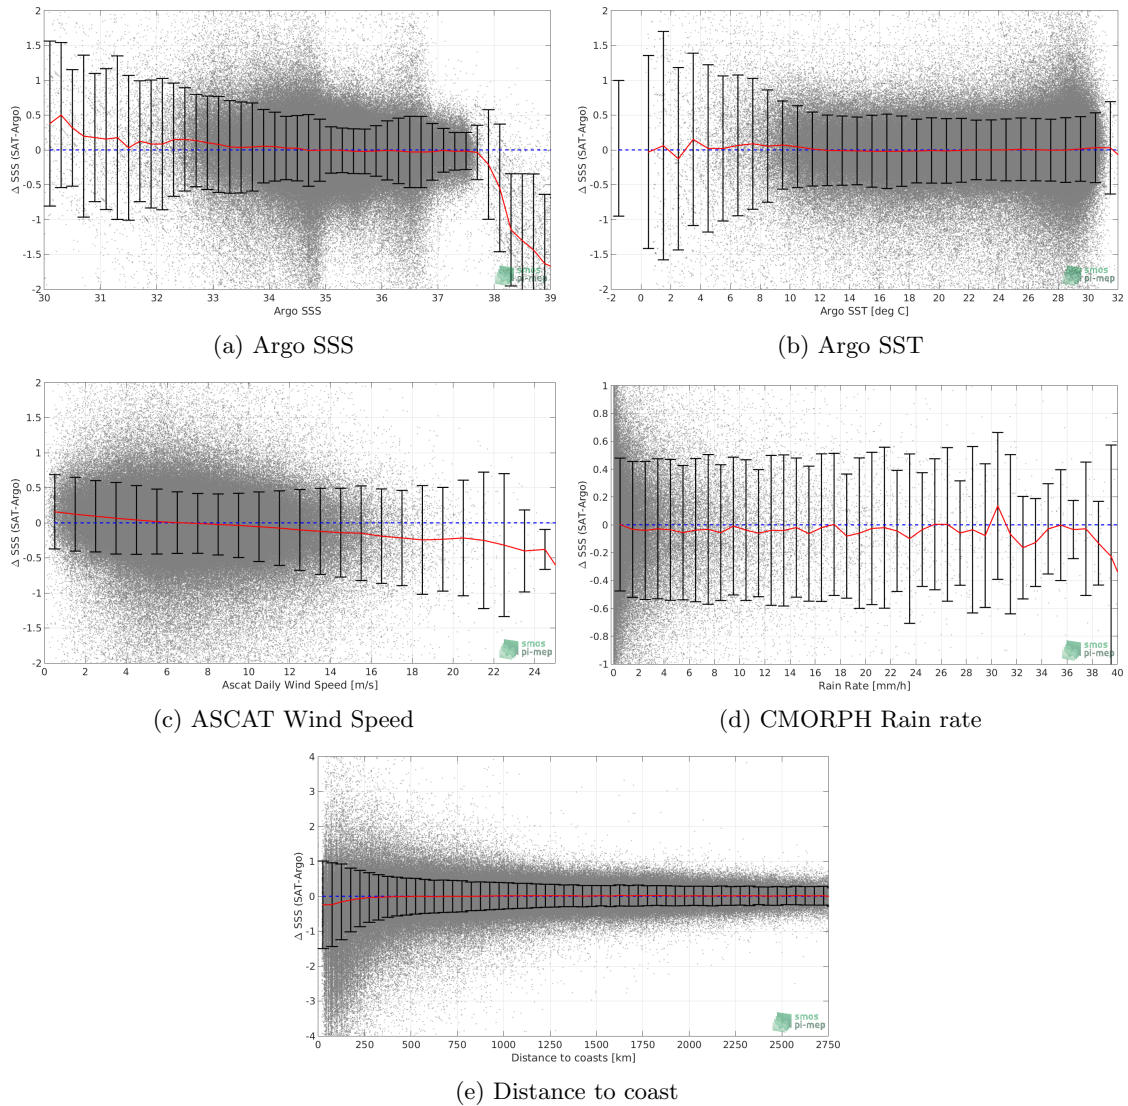 2
1.5
1
0.5
0
-0.5
-1
-1.5
-2
Δ SSS (SAT-Argo)
30 31 32 33 34 35 36 37 38 39
Argo SSS
smos
pi-mep
(a) Argo SSS
2
1.5
1
0.5
0
-0.5
-1
-1.5
-2
Δ SSS (SAT-Argo)
-2 0 2 4 6 8 10 12 14 16 18 20 22 24 26 28 30 32
Argo SST [deg C]
smos
pi-mep
(b) Argo SST
2
1.5
1
0.5
0
-0.5
-1
-1.5
-2
Δ SSS (SAT-Argo)
0 2 4 6 8 10 12 14 16 18 20 22 24
Ascat Daily Wind Speed [m/s]
smos
pi-mep
(c) ASCAT Wind Speed
1
0.8
0.6
0.4
0.2
0
-0.2
-0.4
-0.6
-0.8
-1
Δ SSS (SAT-Argo)
0 2 4 6 8 10 12 14 16 18 20 22 24 26 28 30 32 34 36 38 40
Rain Rate [mm/h]
smos
pi-mep
(d) CMORPH Rain rate
4
3
2
1
0
-1
-2
-3
-4
Δ SSS (SAT-Argo)
0 250 500 750 1000 1250 1500 1750 2000 2250 2500 2750
Distance to coasts [km]
smos
pi-mep
(e) Distance to coast